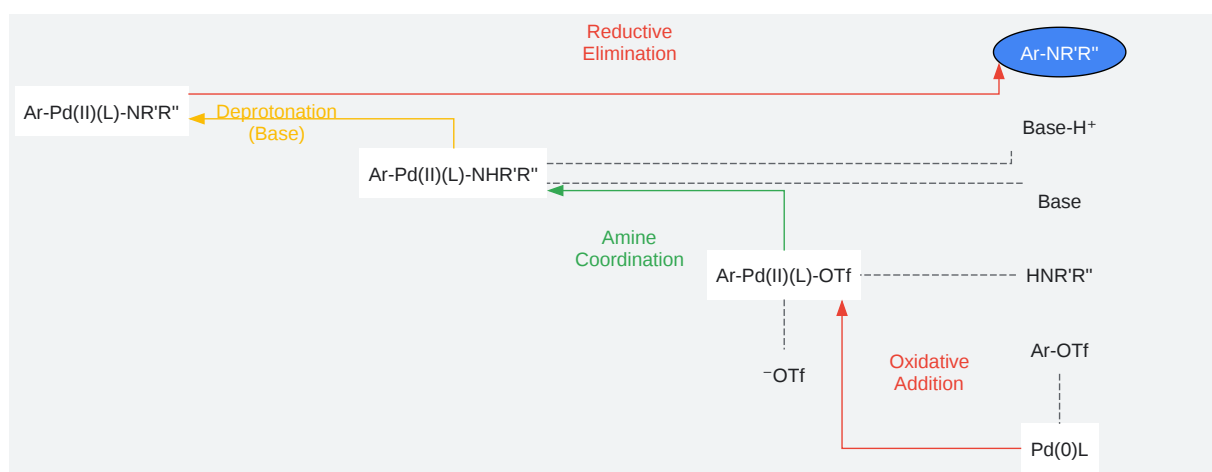 Reductive
Elimination
Ar-NR'R"
Ar-Pd(II)(L)-NR'R"
Deprotonation
(Base)
Base-H⁺
Ar-Pd(II)(L)-NHR'R"
Base
Amine
Coordination
Ar-Pd(II)(L)-OTf
HNR'R"
Ar-OTf
⁻OTf
Oxidative
Addition
Pd(0)L